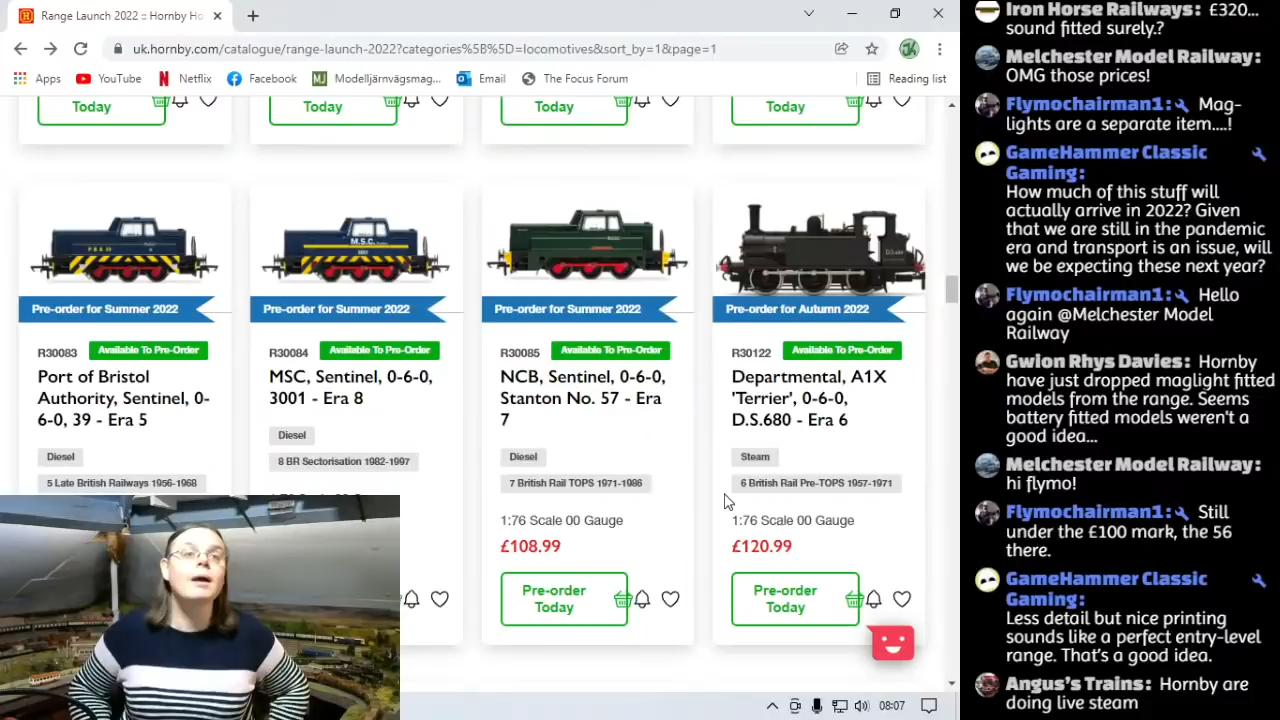 Range Launch 2022 | Hornby Ho
uk.hornby.com/catalogue/range-launch-2022?categories%5B%5D=locomotives&sort_by=1&page=1
Apps YouTube Netflix Facebook Modelljärnvägsmag... Email The Focus Forum Reading list
Today Today Today Today
Pre-order for Summer 2022
R30083 Available To Pre-Order
Port of Bristol
Authority, Sentinel, 0-
6-0, 39 - Era 5
Diesel
5 Late British Railways 1956-1968
M.S.C.
Pre-order for Summer 2022
R30084 Available To Pre-Order
MSC, Sentinel, 0-6-0,
3001 - Era 8
Diesel
8 BR Sectorisation 1982-1997
Pre-order for Summer 2022
R30085 Available To Pre-Order
NCB, Sentinel, 0-6-0,
Stanton No. 57 - Era
7
Diesel
7 British Rail TOPS 1971-1986
1:76 Scale 00 Gauge
£108.99
Pre-order
Today
Pre-order for Autumn 2022
R30122 Available To Pre-Order
Departmental, A1X
'Terrier', 0-6-0,
D.S.680 - Era 6
Steam
6 British Rail Pre-TOPS 1957-1971
1:76 Scale 00 Gauge
£120.99
Pre-order
Today
08:07
Iron Horse Railways: £320...
sound fitted surely.?
Melchester Model Railway:
OMG those prices!
Flymochairman1: Mag-
lights are a separate item....!
GameHammer Classic
Gaming:
How much of this stuff will
actually arrive in 2022? Given
that we are still in the pandemic
era and transport is an issue, will
we be expecting these next year?
Flymochairman1: Hello
again @Melchester Model
Railway
Gwion Rhys Davies: Hornby
have just dropped maglight fitted
models from the range. Seems
battery fitted models weren't a
good idea...
Melchester Model Railway:
hi flymo!
Flymochairman1: Still
under the £100 mark, the 56
there.
GameHammer Classic
Gaming:
Less detail but nice printing
sounds like a perfect entry-level
range. That's a good idea.
Angus's Trains: Hornby are
doing live steam